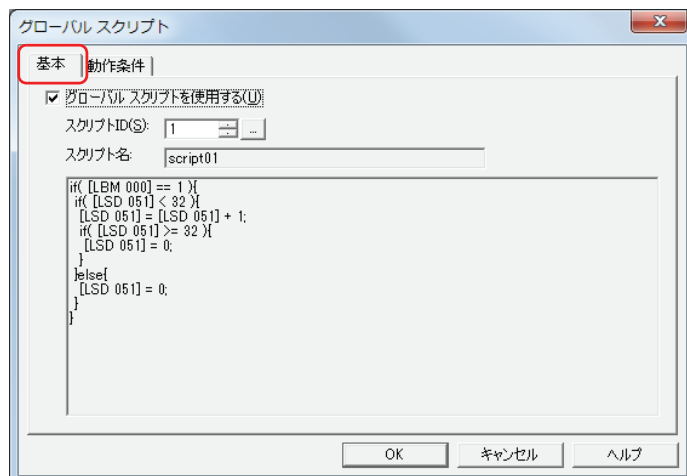 グローバル スクリプト
基本
動作条件
グローバル スクリプトを使用する(U)
スクリプトID(S): 1 ...
スクリプト名: script01
if( [LBM 000] == 1 ){
if( [LSD 051] < 32 ){
[LSD 051] = [LSD 051] + 1;
if( [LSD 051] >= 32 ){
[LSD 051] = 0;
}
}else{
[LSD 051] = 0;
}
}
OK キャンセル ヘルプ